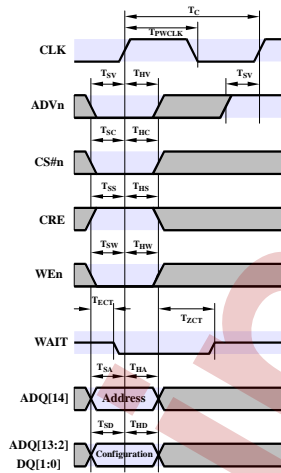 T_C
T_PWCLK
CLK
T_SV T_HV T_SV
ADVn
T_SC T_HC
CS#n
T_SS T_HS
CRE
T_SW T_HW
WEn
T_ECT T_ZCT
WAIT
T_SA T_HA
ADQ[14] Address
T_SD T_HD
ADQ[13:2] Configuration
DQ[1:0]